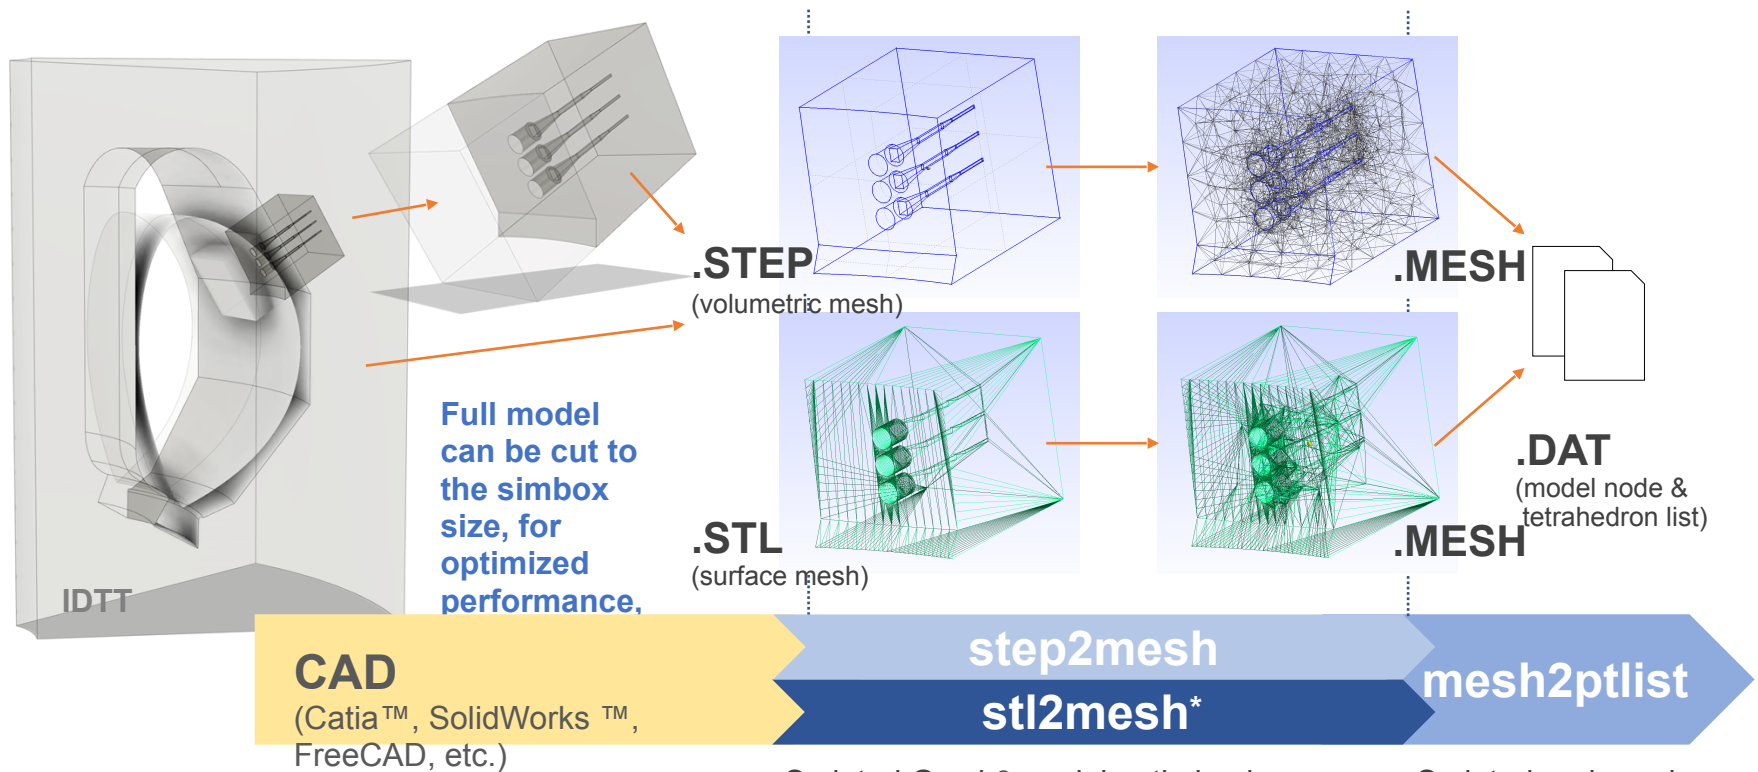 .STEP
(volumetric mesh)
.MESH
Full model
can be cut to
the simbox
size, for
optimized
performance,
.STL
(surface mesh)
.MESH
.DAT
(model node &
tetrahedron list)
IDTT
CAD
(Catia™, SolidWorks ™,
FreeCAD, etc.)
step2mesh
stl2mesh*
mesh2ptlist